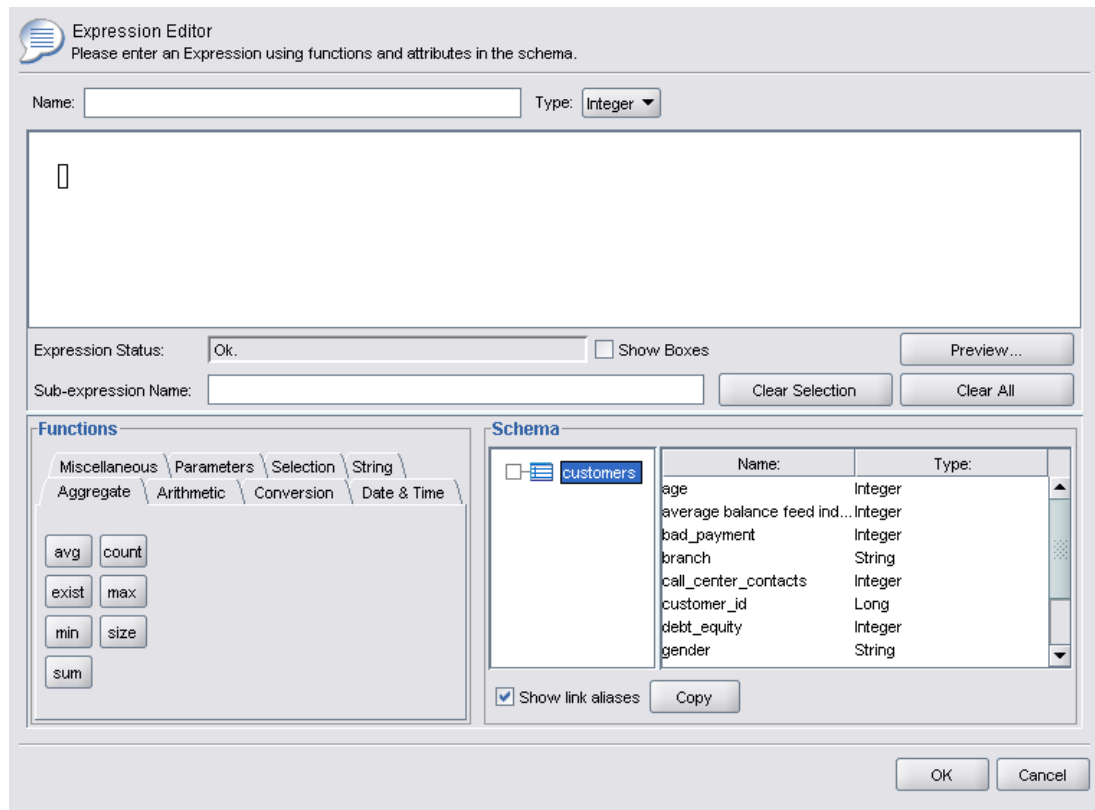 Expression Editor
Please enter an Expression using functions and attributes in the schema.
Name: Type: Integer
Expression Status: Ok. Show Boxes Preview...
Sub-expression Name: Clear Selection Clear All
Functions
Miscellaneous Parameters Selection String
Aggregate Arithmetic Conversion Date & Time
avg count
exist max
min size
sum
Schema
customers
Name: Type:
age Integer
average balance feed ind... Integer
bad_payment Integer
branch String
call_center_contacts Integer
customer_id Long
debt_equity Integer
gender String
Show link aliases Copy
OK Cancel